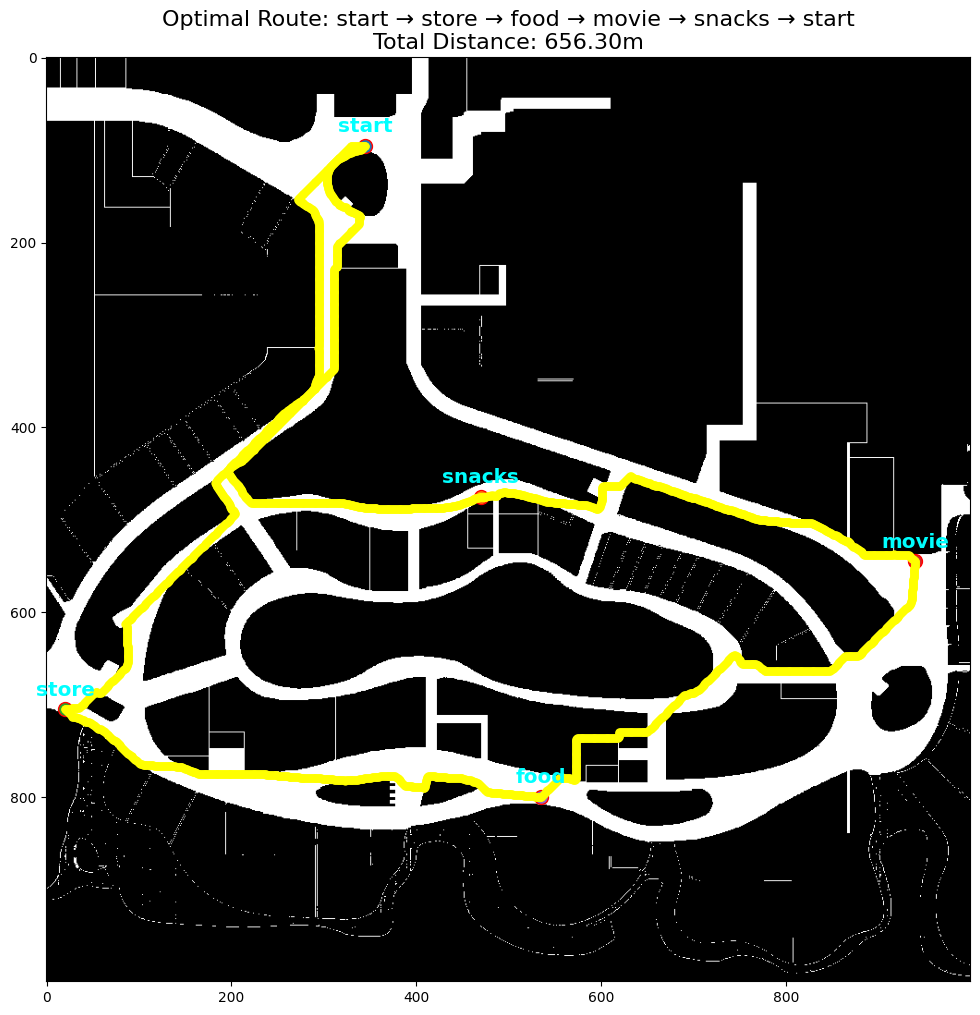 Optimal Route: start → store → food → movie → snacks → start
Total Distance: 656.30m
0
start
200
400
snacks
movie
600
store
food
800
0 200 400 600 800